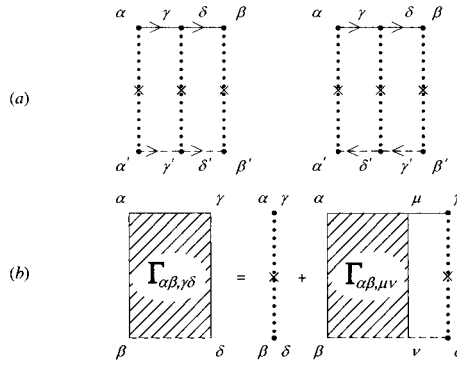 α γ δ β α γ δ β
(a)
α' γ' δ' β' α' δ' γ' β'
α γ α γ α μ γ
(b) Γαβ,γδ = + Γαβ,μν
β δ β δ β ν